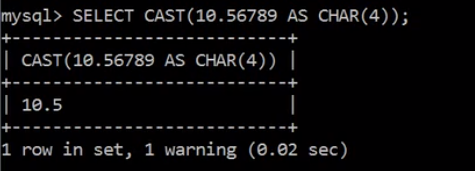 mysql> SELECT CAST(10.56789 AS CHAR(4));
+---------------------------+
| CAST(10.56789 AS CHAR(4)) |
+---------------------------+
| 10.5                      |
+---------------------------+
1 row in set, 1 warning (0.02 sec)